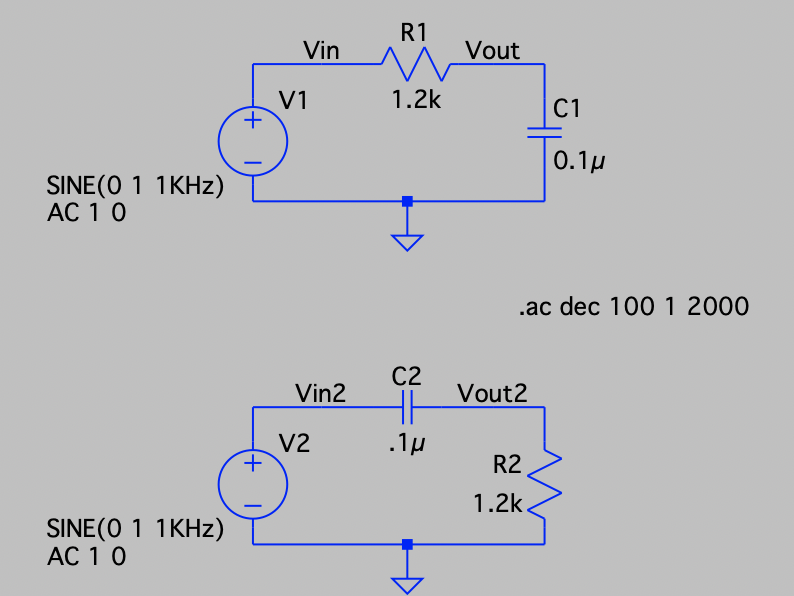 R1
Vin
Vout
V1
1.2k
C1
0.1µ
SINE(0 1 1KHz)
AC 1 0
.ac dec 100 1 2000
C2
Vin2
Vout2
V2
.1µ
R2
1.2k
SINE(0 1 1KHz)
AC 1 0